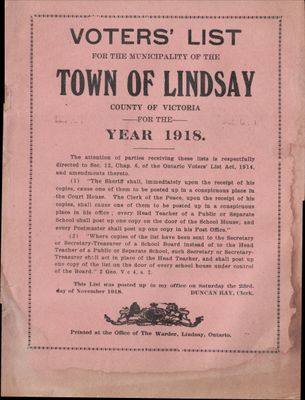 VOTERS' LIST
FOR THE MUNICIPALITY OF THE
TOWN OF LINDSAY
COUNTY OF VICTORIA
—FOR THE—
YEAR 1918.
The attention of parties receiving these lists is respectfully
directed to Sec. 12, Chap. 4, of the Ontario Voters' List Act, 1914,
and amendments thereto.
(1) "The Sheriff shall, immediately upon the receipt of his
copies, cause one of them to be posted up in a conspicuous place in
the Court House. The Clerk of the Peace, upon receipt of his
copies, shall cause one of them to be posted up in a conspicuous
place in his office; every Head Teacher of a Public or Separate
School shall post up one copy on the door of the School House; and
every Postmaster shall post up one copy in his Post Office."
(2) "Where copies of the list have been sent to the Secretary
or Secretary-Treasurer of a School Board instead of to the Head
Teacher of a Public or Separate School, such Secretary or Secretary-
Treasurer shall act in place of the Head Teacher, and shall post up
one copy of the list on the door of every school house under control
of the Board." 2 Geo. V c 4, s. 2.
This List was posted up in my office on Saturday the 23rd.
day of November 1918. DUNCAN RAY, Clerk.
Printed at the Office of The Warder, Lindsay, Ontario.